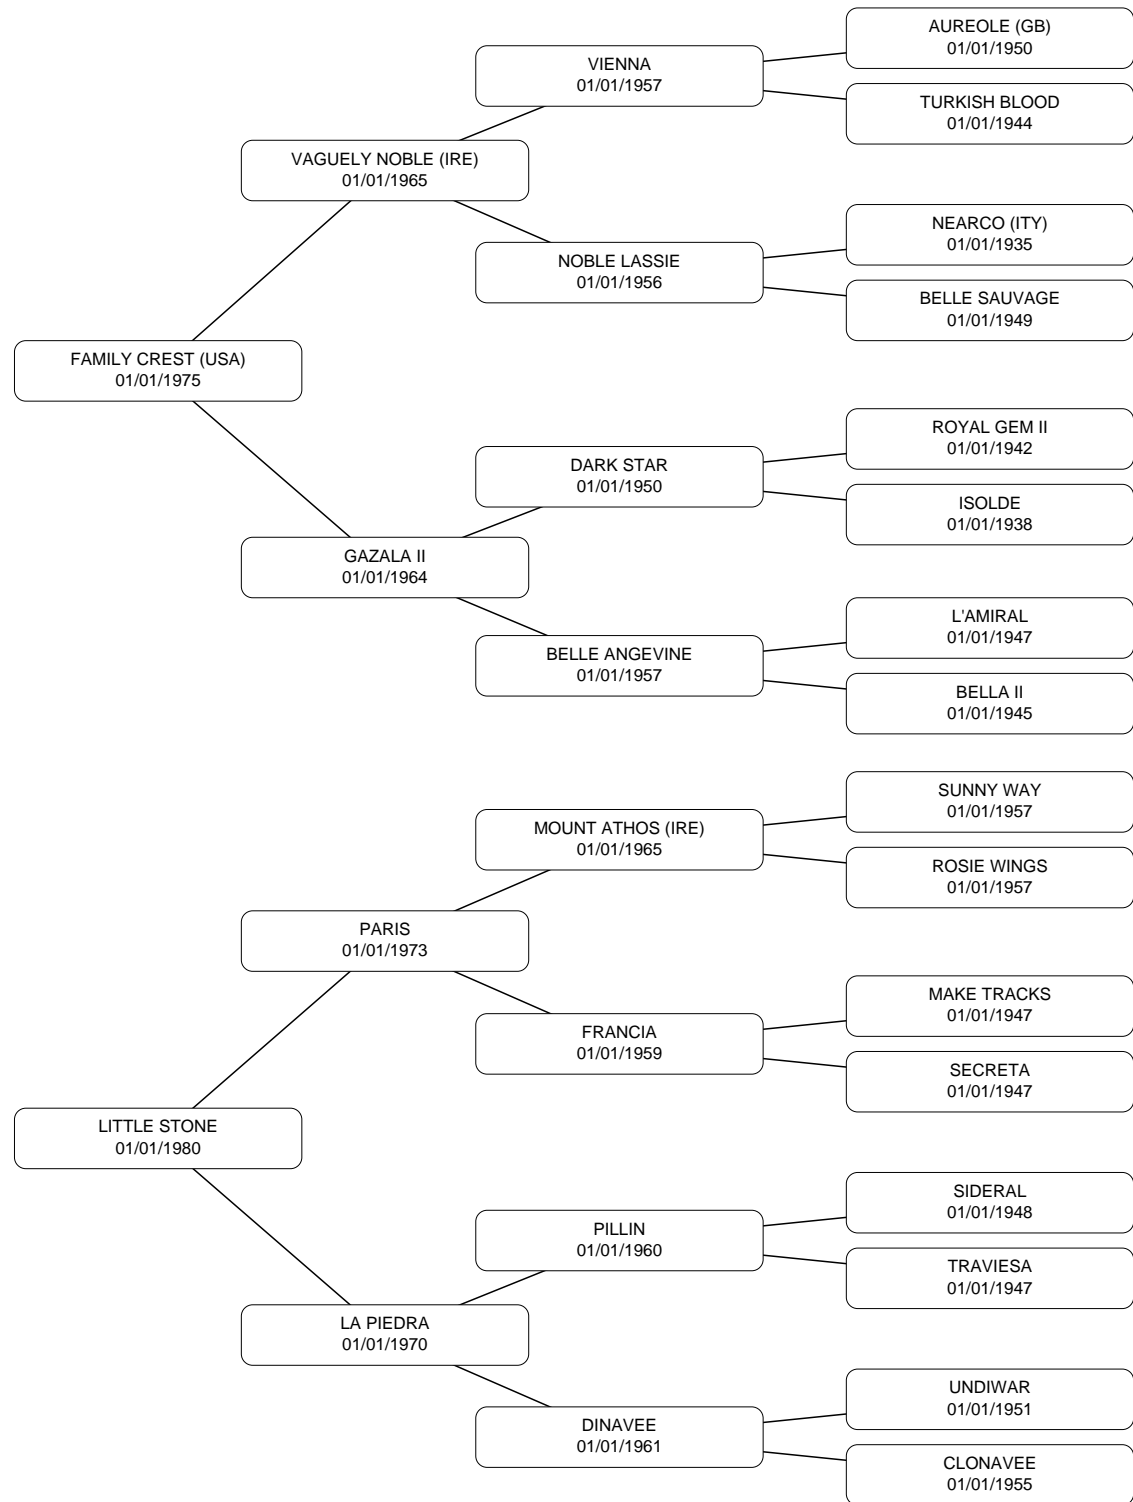 AUREOLE (GB)
01/01/1950
VIENNA
01/01/1957
TURKISH BLOOD
01/01/1944
VAGUELY NOBLE (IRE)
01/01/1965
NEARCO (ITY)
01/01/1935
NOBLE LASSIE
01/01/1956
BELLE SAUVAGE
01/01/1949
FAMILY CREST (USA)
01/01/1975
ROYAL GEM II
01/01/1942
DARK STAR
01/01/1950
ISOLDE
01/01/1938
GAZALA II
01/01/1964
L'AMIRAL
01/01/1947
BELLE ANGEVINE
01/01/1957
BELLA II
01/01/1945
SUNNY WAY
01/01/1957
MOUNT ATHOS (IRE)
01/01/1965
ROSIE WINGS
01/01/1957
PARIS
01/01/1973
MAKE TRACKS
01/01/1947
FRANCIA
01/01/1959
SECRETA
01/01/1947
LITTLE STONE
01/01/1980
SIDERAL
01/01/1948
PILLIN
01/01/1960
TRAVIESA
01/01/1947
LA PIEDRA
01/01/1970
UNDIWAR
01/01/1951
DINAVEE
01/01/1961
CLONAVEE
01/01/1955